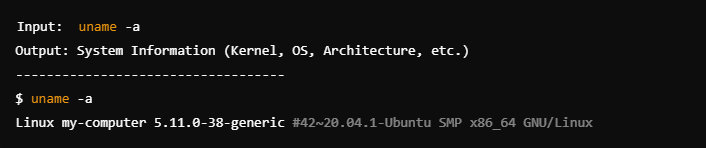 Input:  uname -a
Output: System Information (Kernel, OS, Architecture, etc.)
-----------------------------------
$ uname -a
Linux my-computer 5.11.0-38-generic #42~20.04.1-Ubuntu SMP x86_64 GNU/Linux